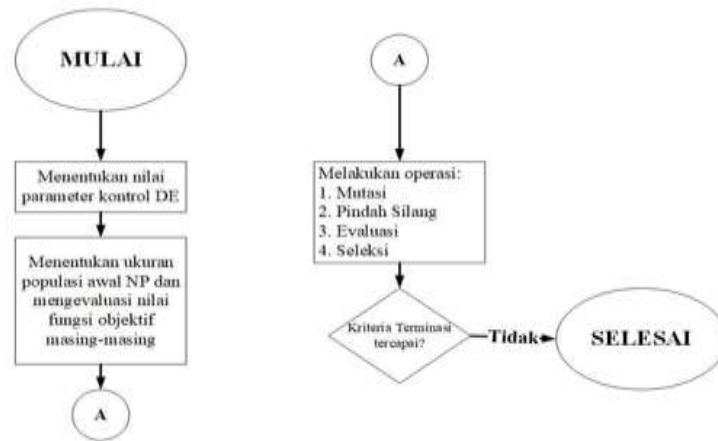 MULAI
Menentukan nilai
parameter kontrol DE
Menentukan ukuran
populasi awal NP dan
mengevaluasi nilai
fungsi objektif
masing-masing
A
A
Melakukan operasi:
1. Mutasi
2. Pindah Silang
3. Evaluasi
4. Seleksi
Kriteria Terminasi
tercapai?
Tidak
SELESAI